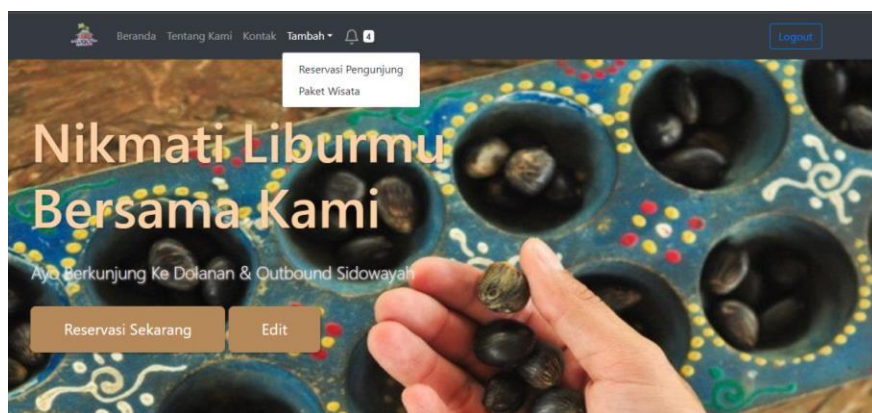 Beranda Tentang Kami Kontak Tambah 4 Logout
Reservasi Pengunjung
Paket Wisata
Nikmati Liburmu
Bersama Kami
Ayo Berkunjung Ke Dolanan & Outbound Sidowayah
Reservasi Sekarang Edit